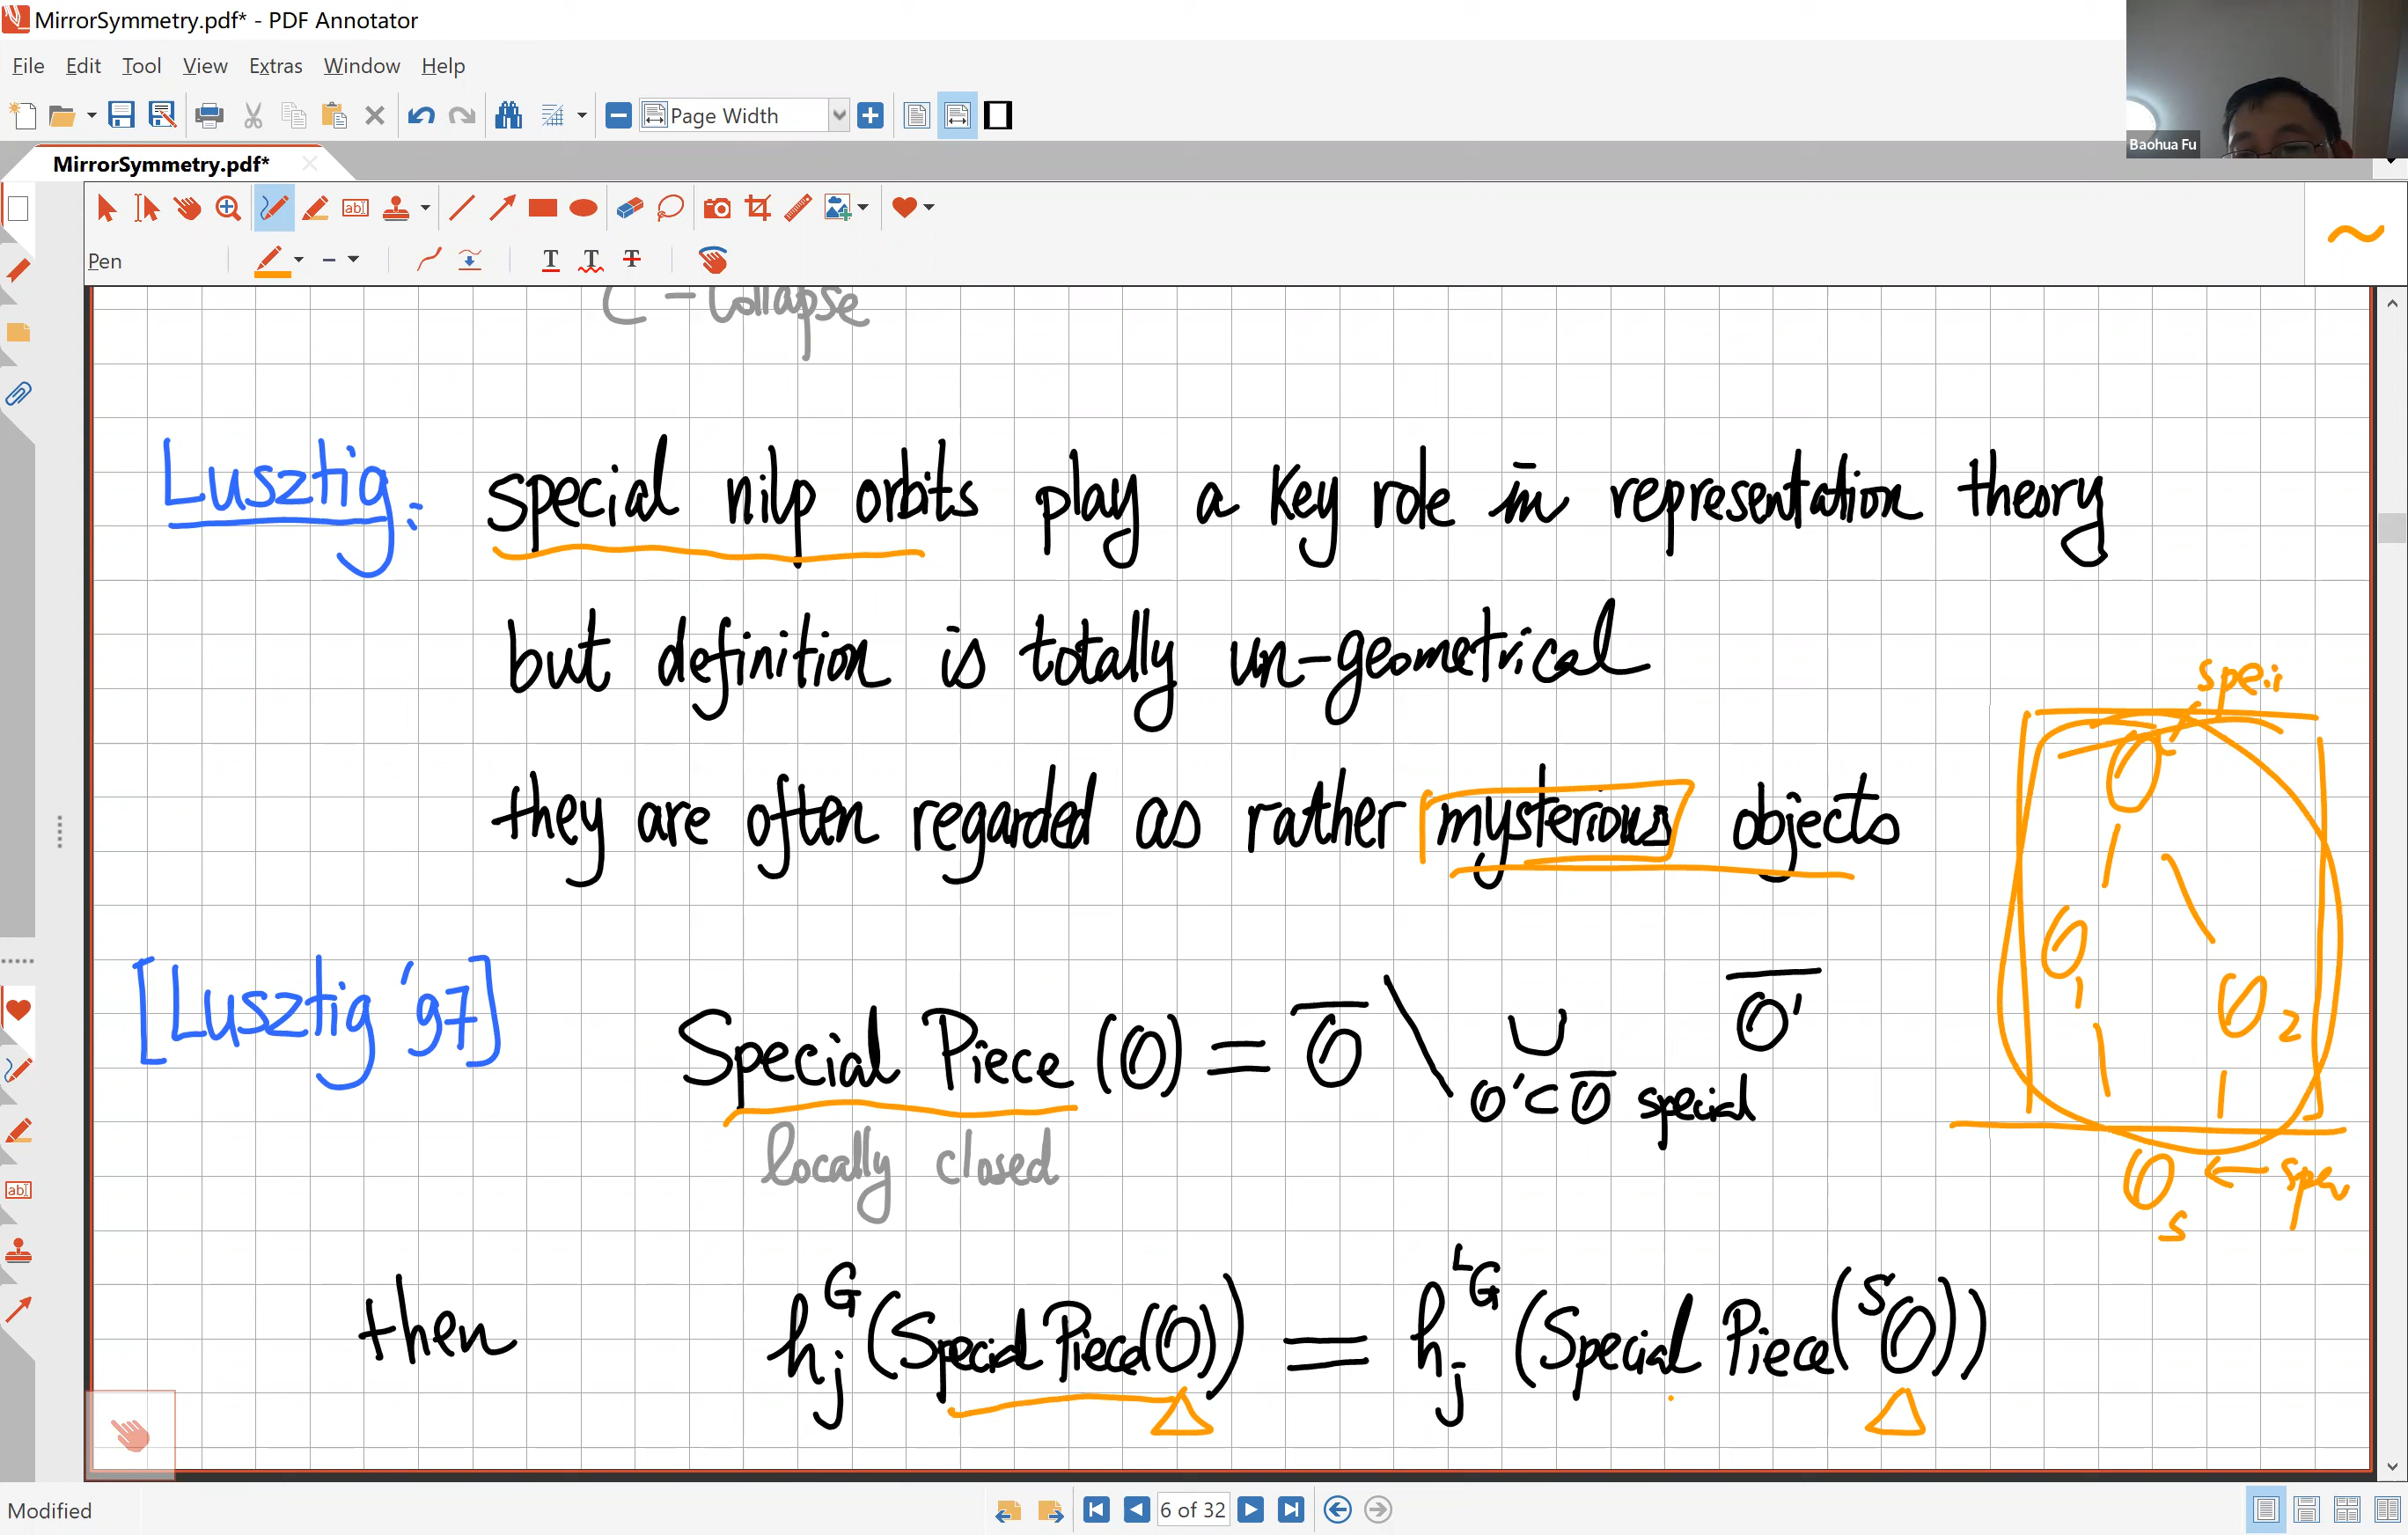 MirrorSymmetry.pdf* - PDF Annotator
File Edit Tool View Extras Window Help
Page Width
Baohua Fu
MirrorSymmetry.pdf*
Pen
C-collapse
Lusztig: special nilp orbits play a key role in representation theory
but definition is totally un-geometrical
they are often regarded as rather mysterious objects
[Lusztig '97] Special Piece (O) = O̅ \ ∪ O̅'
O' ⊂ O̅ special
locally closed
then h_j^G (Special Piece(O)) = h_j^{LG} (Special Piece(^S O))
O
O_1
O_2
O_s
Modified
6 of 32